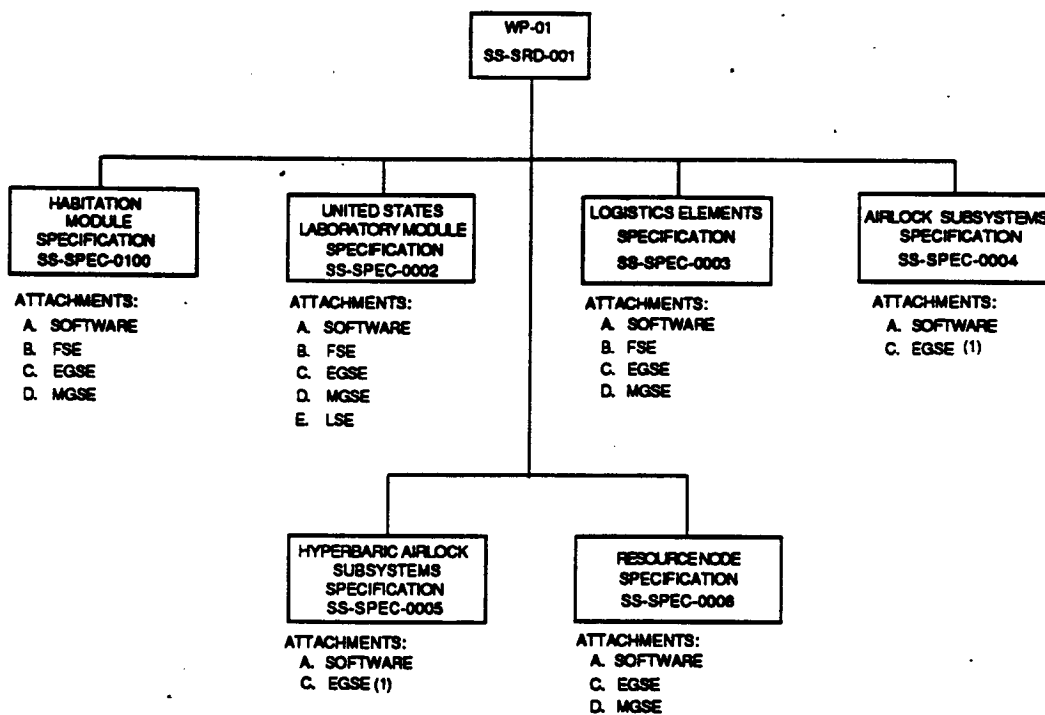 WP-01
SS-SRD-001
HABITATION
MODULE
SPECIFICATION
SS-SPEC-0100
ATTACHMENTS:
A. SOFTWARE
B. FSE
C. EGSE
D. MGSE
UNITED STATES
LABORATORY MODULE
SPECIFICATION
SS-SPEC-0002
ATTACHMENTS:
A. SOFTWARE
B. FSE
C. EGSE
D. MGSE
E. LSE
LOGISTICS ELEMENTS
SPECIFICATION
SS-SPEC-0003
ATTACHMENTS:
A. SOFTWARE
B. FSE
C. EGSE
D. MGSE
AIRLOCK SUBSYSTEMS
SPECIFICATION
SS-SPEC-0004
ATTACHMENTS:
A. SOFTWARE
C. EGSE (1)
HYPERBARIC AIRLOCK
SUBSYSTEMS
SPECIFICATION
SS-SPEC-0005
ATTACHMENTS:
A. SOFTWARE
C. EGSE (1)
RESOURCE NODE
SPECIFICATION
SS-SPEC-0006
ATTACHMENTS:
A. SOFTWARE
C. EGSE
D. MGSE